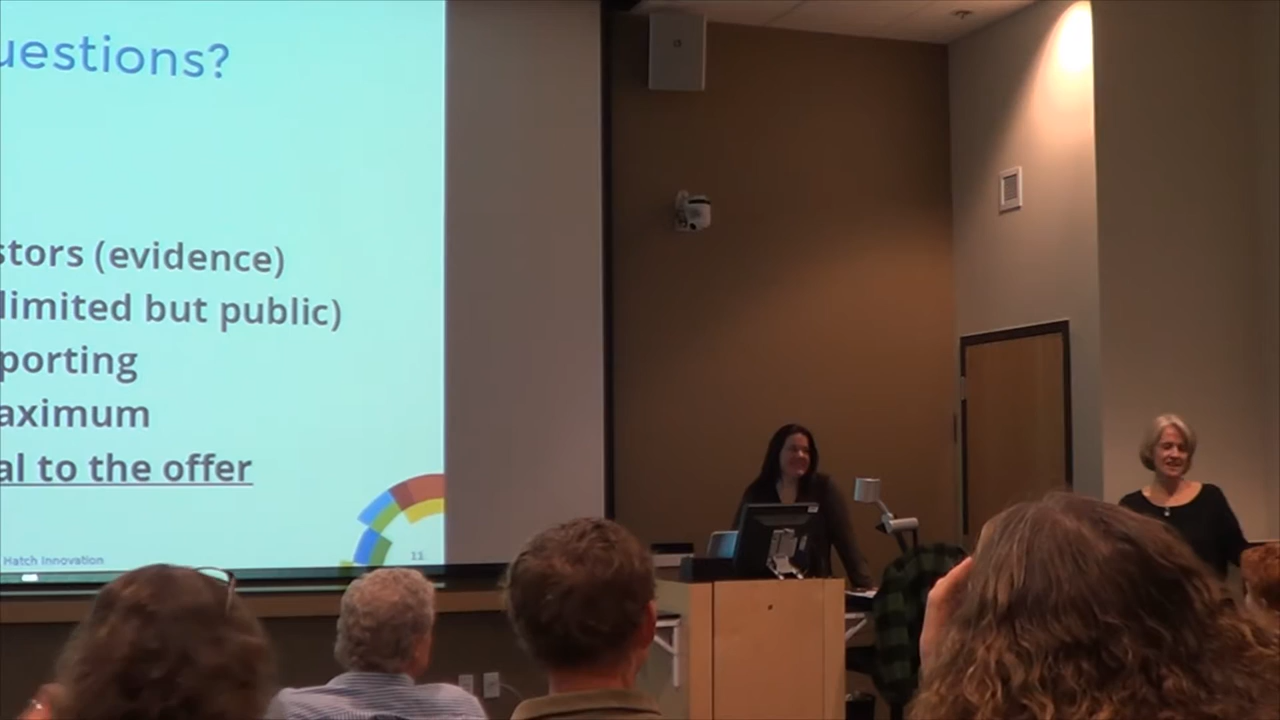 uestions?
stors (evidence)
limited but public)
porting
aximum
al to the offer
Hatch Innovation
11